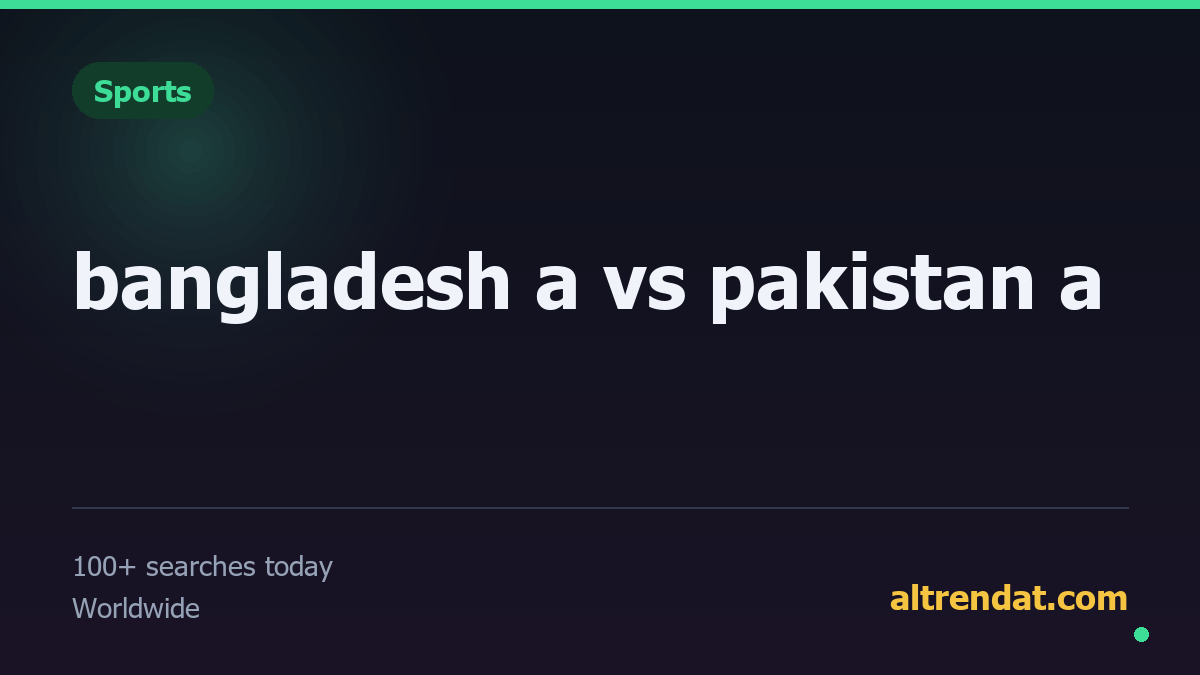 Sports
bangladesh a vs pakistan a
100+ searches today
Worldwide
altrendat.com